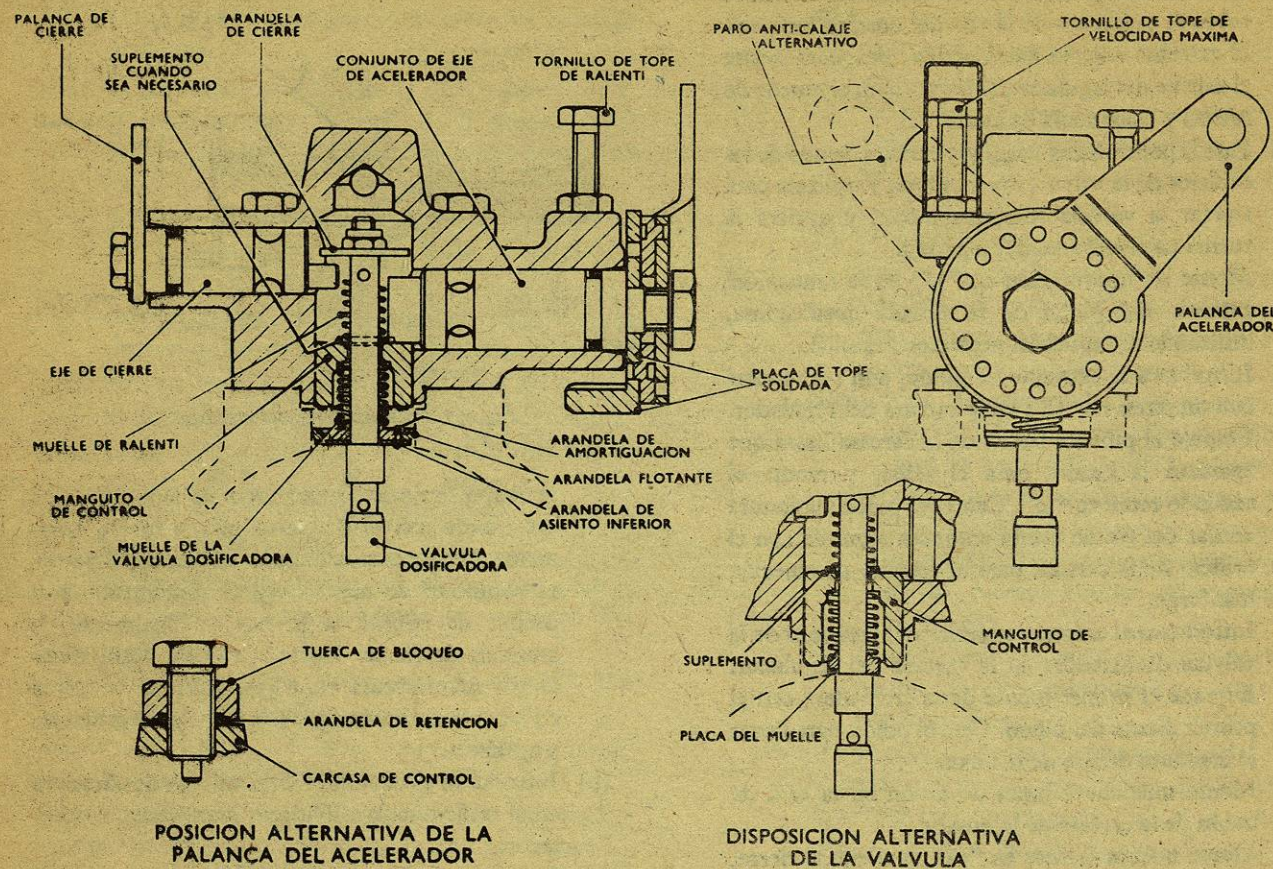 PALANCA DE
CIERRE
ARANDELA
DE CIERRE
SUPLEMENTO
CUANDO
SEA NECESARIO
CONJUNTO DE EJE
DE ACELERADOR
TORNILLO DE TOPE
DE RALENTI
PARO ANTI-CALAJE
ALTERNATIVO
TORNILLO DE TOPE DE
VELOCIDAD MAXIMA
PALANCA DEL
ACELERADOR
EJE DE CIERRE
PLACA DE TOPE
SOLDADA
MUELLE DE RALENTI
ARANDELA DE
AMORTIGUACION
ARANDELA FLOTANTE
MANGUITO
DE CONTROL
ARANDELA DE
ASIENTO INFERIOR
MUELLE DE LA
VALVULA DOSIFICADORA
VALVULA
DOSIFICADORA
TUERCA DE BLOQUEO
ARANDELA DE RETENCION
CARCASA DE CONTROL
POSICION ALTERNATIVA DE LA
PALANCA DEL ACELERADOR
MANGUITO DE
CONTROL
SUPLEMENTO
PLACA DEL MUELLE
DISPOSICION ALTERNATIVA
DE LA VALVULA